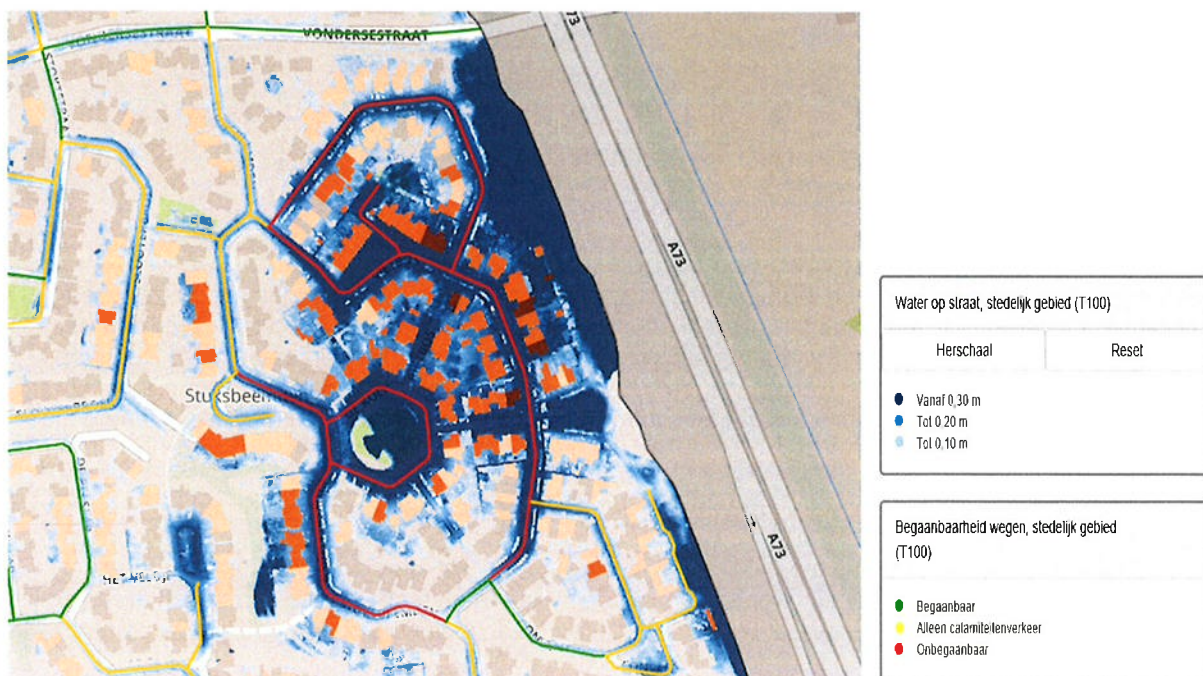 VONDERSESTRAAT
A73
A73
A73
Water op straat, stedelijk gebied (T100)
Herschaal
Reset
Vanaf 0,30 m
Tot 0,20 m
Tot 0,10 m
Begaanbaarheid wegen, stedelijk gebied
(T100)
Begaanbaar
Alleen calamiteitenverkeer
Onbegaanbaar